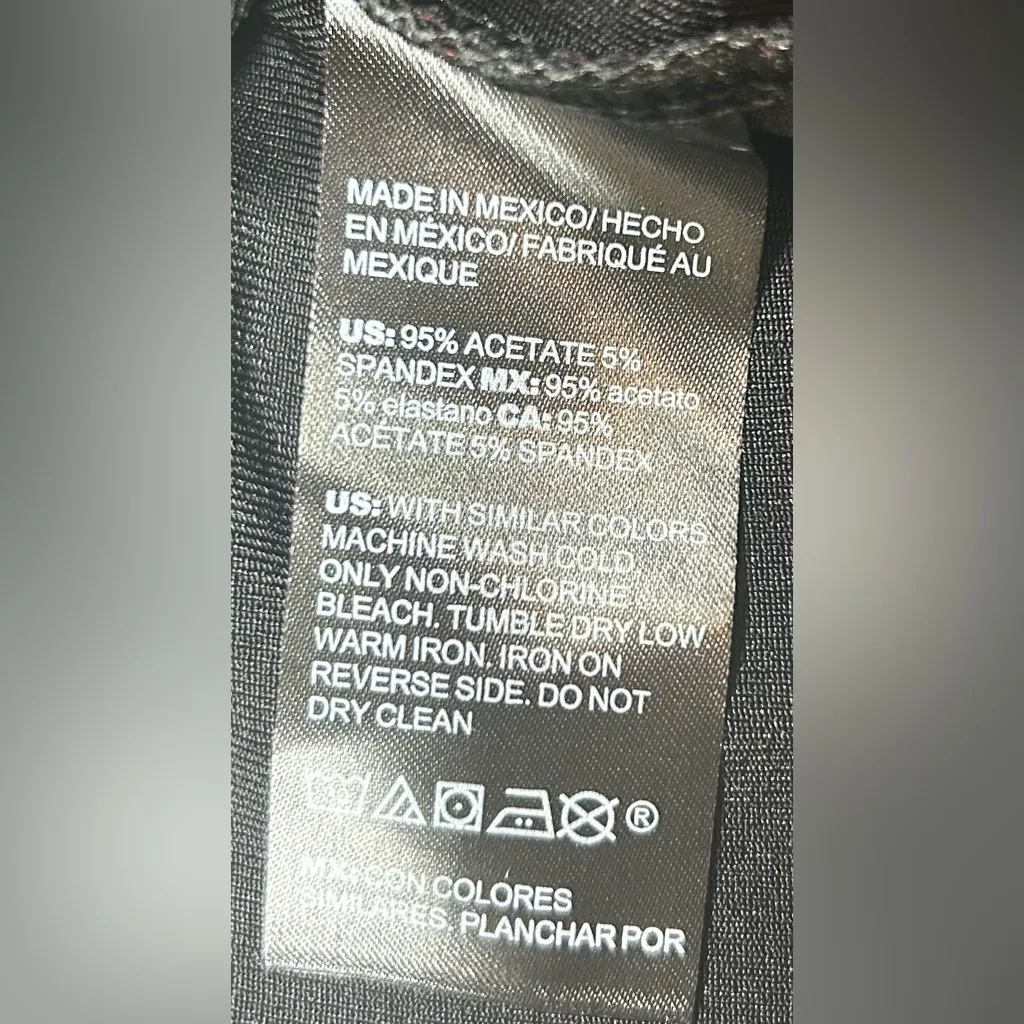 MADE IN MEXICO/ HECHO
EN MÉXICO/ FABRIQUÉ AU
MEXIQUE
US: 95% ACETATE 5%
SPANDEX MX: 95% acetato
5% elastano CA: 95%
ACETATE 5% SPANDEX
US: WITH SIMILAR COLORS
MACHINE WASH COLD
ONLY NON-CHLORINE
BLEACH. TUMBLE DRY LOW
WARM IRON. IRON ON
REVERSE SIDE. DO NOT
DRY CLEAN
®
MX: CON COLORES
SIMILARES PLANCHAR POR